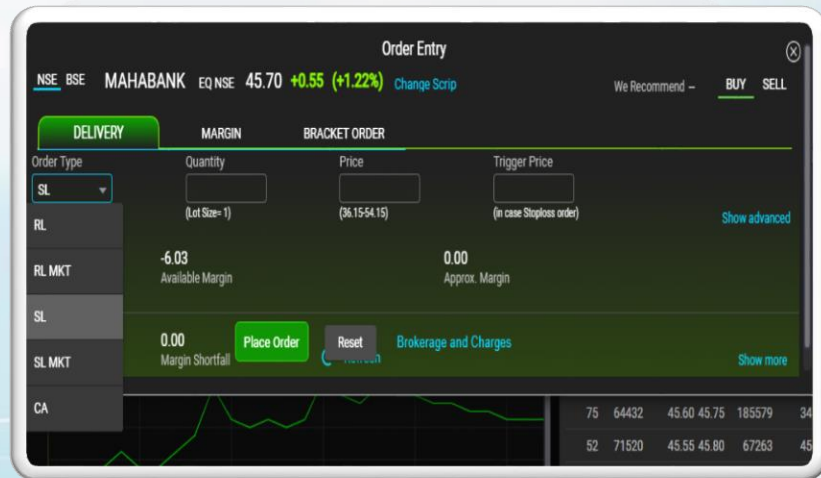 Order Entry
NSE BSE MAHABANK EQ NSE 45.70 +0.55 (+1.22%) Change Scrip We Recommend – BUY SELL
DELIVERY MARGIN BRACKET ORDER
Order Type Quantity Price Trigger Price
SL
(Lot Size= 1) (36.15-54.15) (in case Stoploss order) Show advanced
RL
RL MKT
SL
SL MKT
CA
-6.03 0.00
Available Margin Approx. Margin
0.00 Place Order Reset Brokerage and Charges
Margin Shortfall Show more
75 64432 45.60 45.75 185579 34
52 71520 45.55 45.80 67263 45